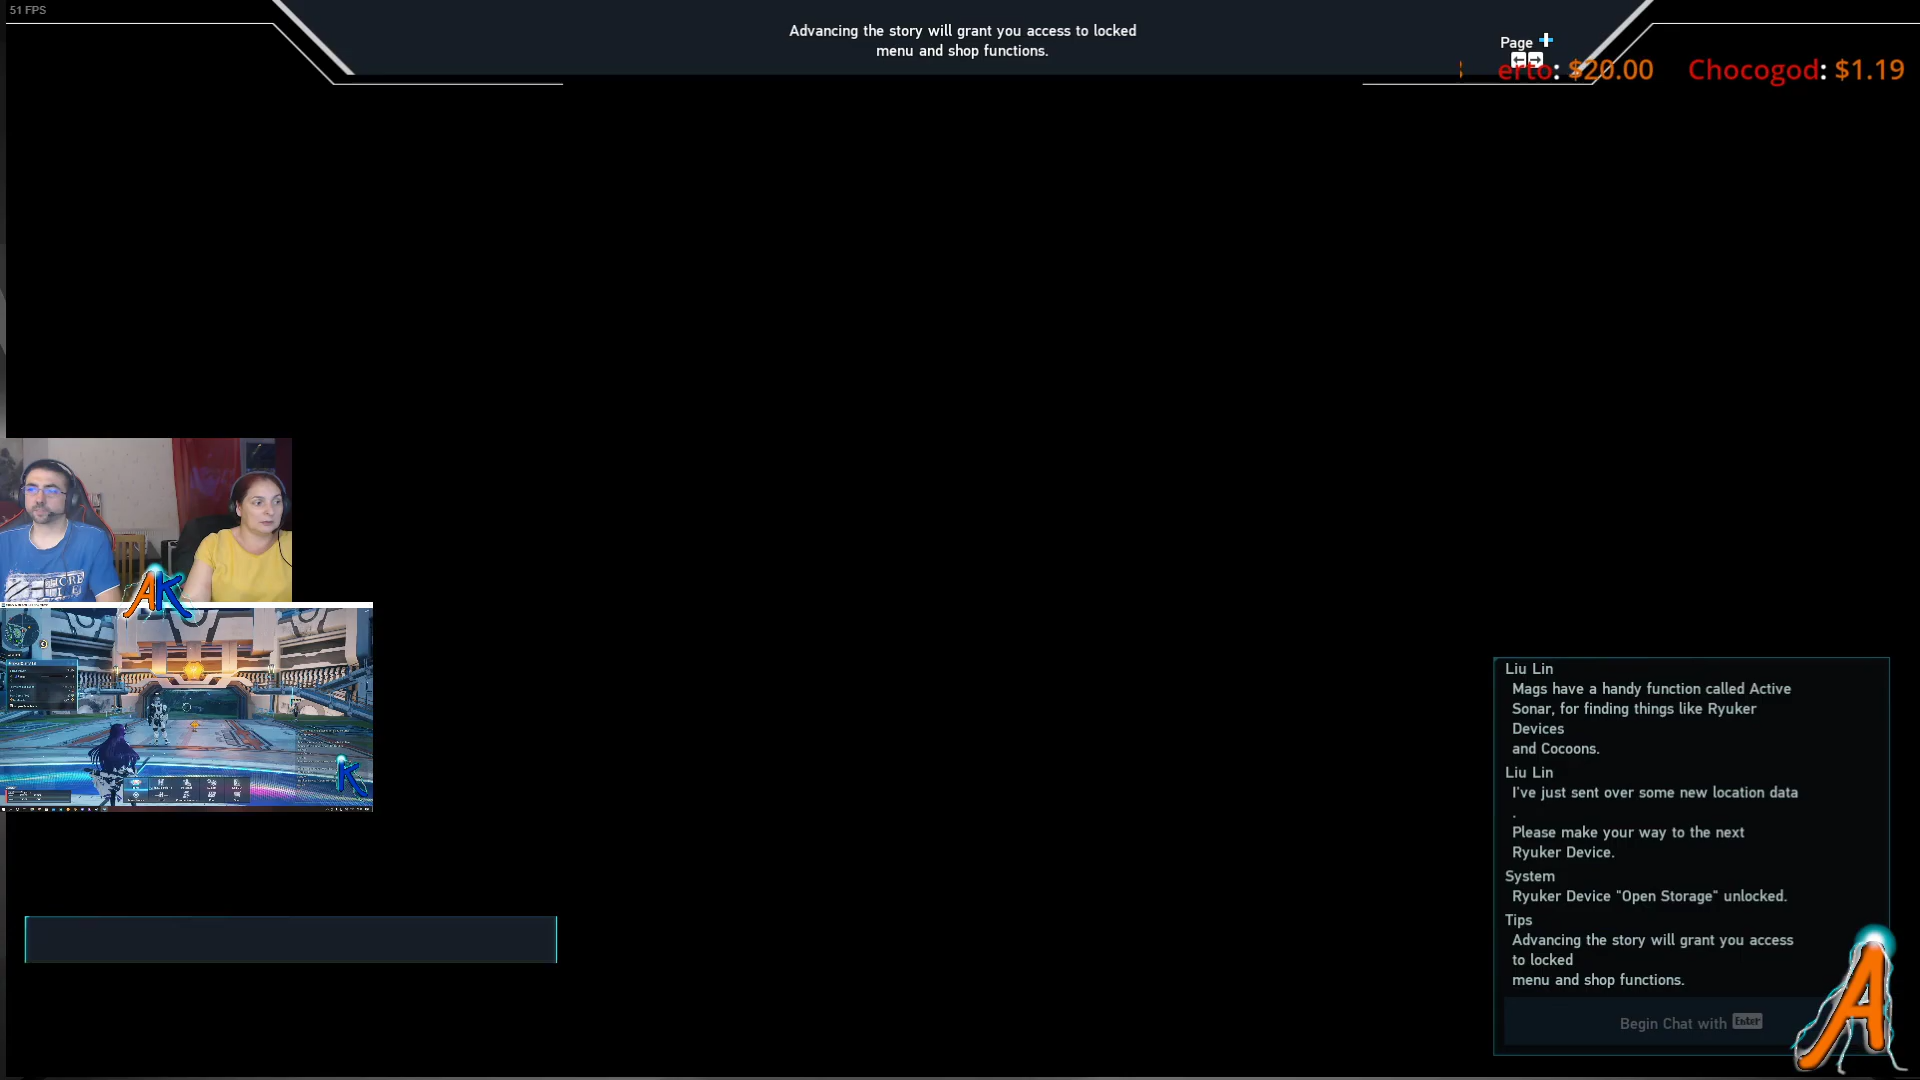 51 FPS
Advancing the story will grant you access to locked
menu and shop functions.
Page
erto: $20.00 Chocogod: $1.19
AK
Liu Lin
Mags have a handy function called Active
Sonar, for finding things like Ryuker
Devices
and Cocoons.
Liu Lin
I've just sent over some new location data
.
Please make your way to the next
Ryuker Device.
System
Ryuker Device "Open Storage" unlocked.
Tips
Advancing the story will grant you access
to locked
menu and shop functions.
Begin Chat with Enter
K
A